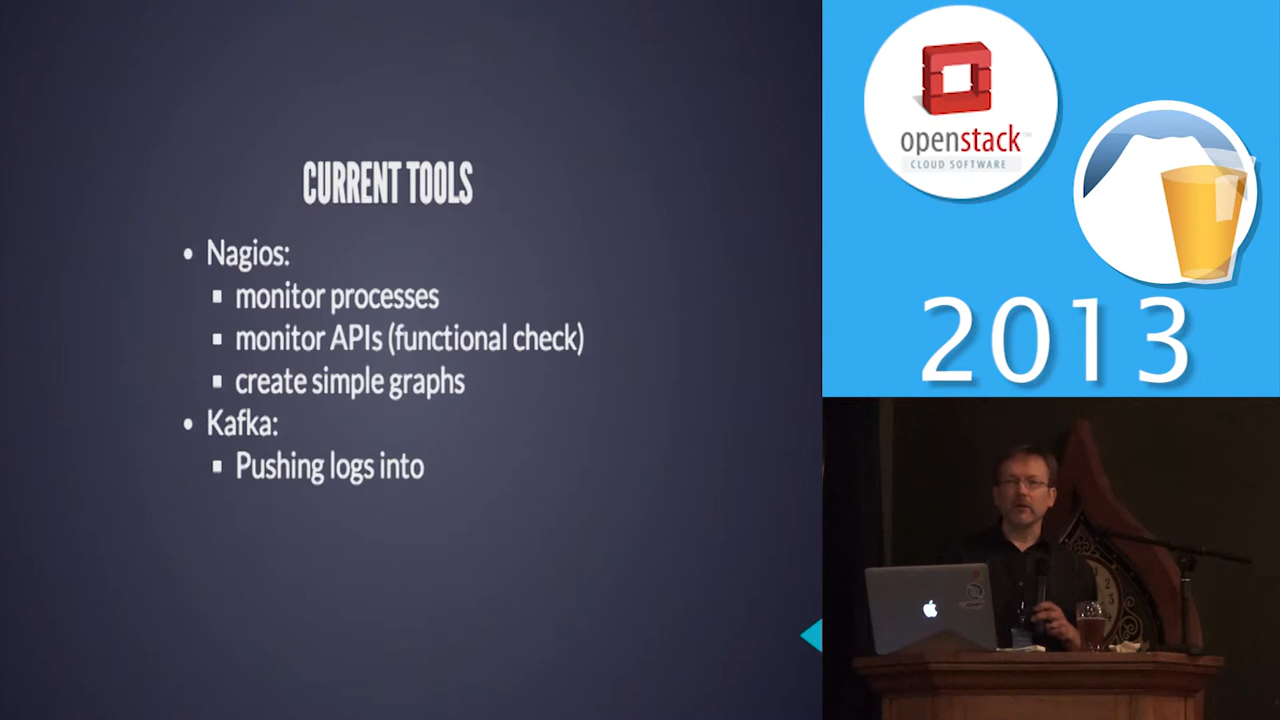 CURRENT TOOLS
• Nagios:
▪ monitor processes
▪ monitor APIs (functional check)
▪ create simple graphs
• Kafka:
▪ Pushing logs into
openstack™
CLOUD SOFTWARE
2013